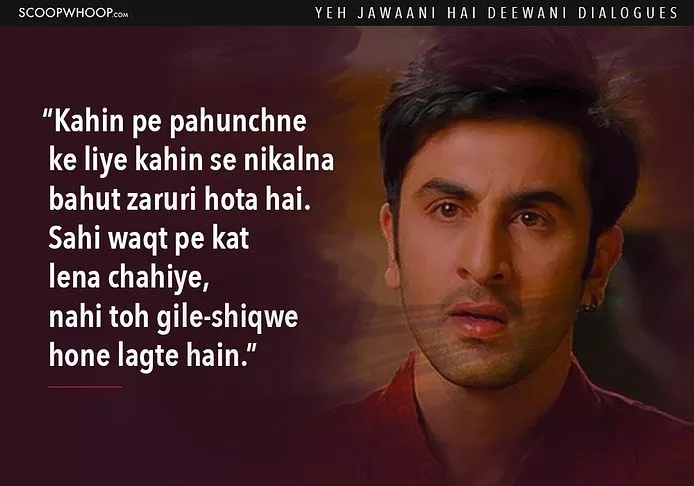 SCOOPWHOOP.COM
YEH JAWAANI HAI DEEWANI DIALOGUES
“Kahin pe pahunchne
ke liye kahin se nikalna
bahut zaruri hota hai.
Sahi waqt pe kat
lena chahiye,
nahi toh gile-shiqwe
hone lagte hain.”